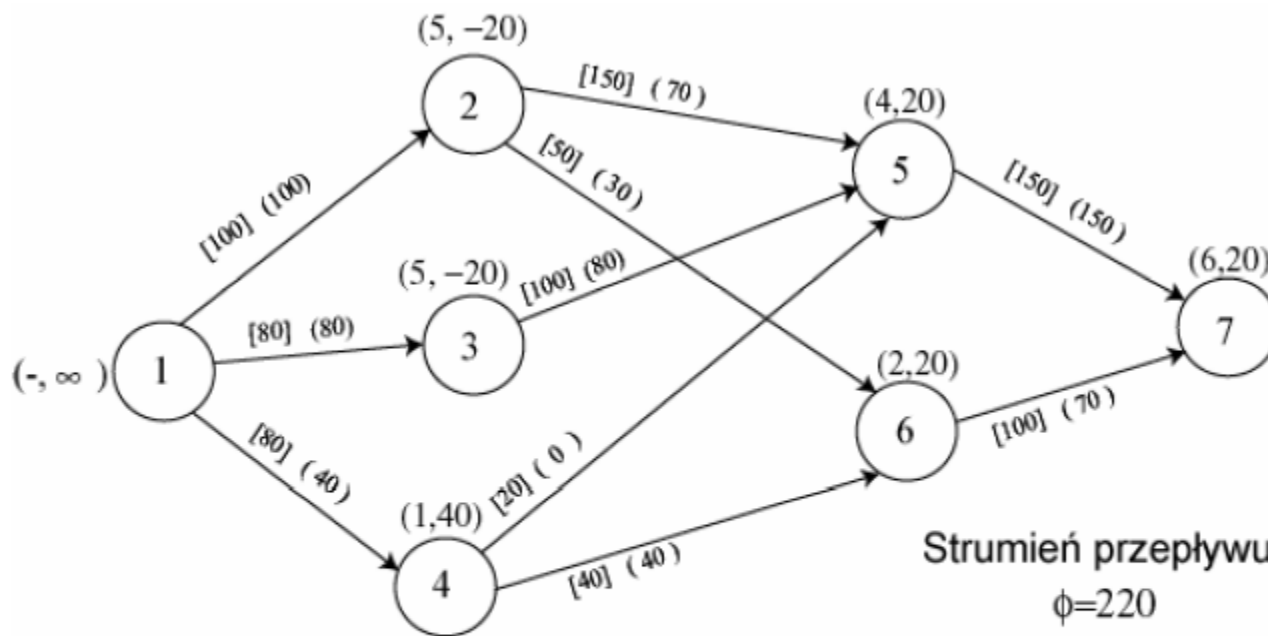 (5, −20)
2
[150] (70)
(4,20)
5
[50] (30)
[100] (100)
[150] (150)
(6,20)
7
(5, −20)
3
[100] (80)
[80] (80)
(-, ∞ )
1
(2,20)
6
[80] ( 40 )
[20] ( 0 )
[100] ( 70 )
(1,40)
4
[40] ( 40 )
Strumień przepływu
ϕ=220